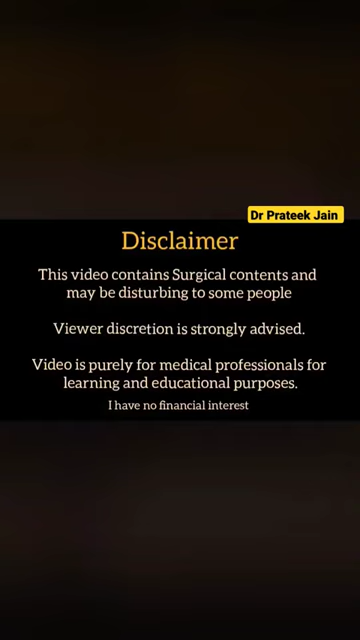 Dr Prateek Jain
Disclaimer
This video contains Surgical contents and
may be disturbing to some people
Viewer discretion is strongly advised.
Video is purely for medical professionals for
learning and educational purposes.
I have no financial interest